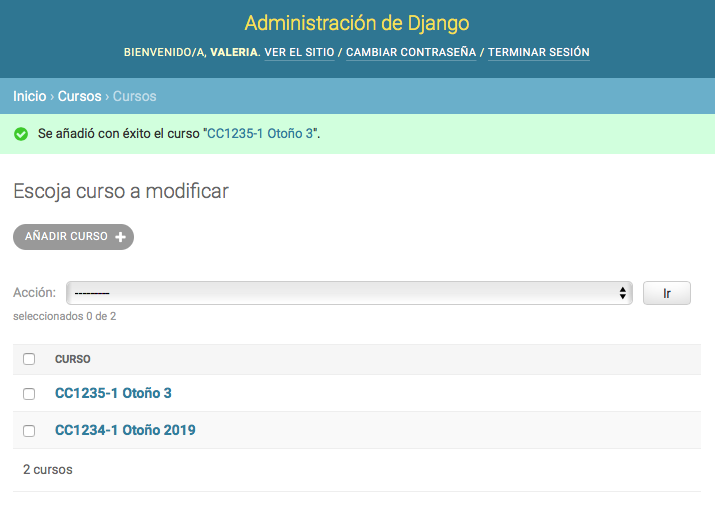 Administración de Django
BIENVENIDO/A, VALERIA. VER EL SITIO / CAMBIAR CONTRASEÑA / TERMINAR SESIÓN
Inicio › Cursos › Cursos
Se añadió con éxito el curso "CC1235-1 Otoño 3".
Escoja curso a modificar
AÑADIR CURSO +
Acción: --------- Ir
seleccionados 0 de 2
CURSO
CC1235-1 Otoño 3
CC1234-1 Otoño 2019
2 cursos